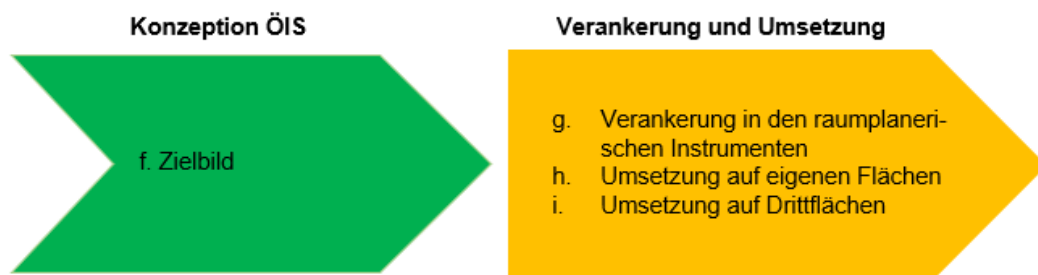 Konzeption ÖIS
Verankerung und Umsetzung
f. Zielbild
g. Verankerung in den raumplaneri-
schen Instrumenten
h. Umsetzung auf eigenen Flächen
i. Umsetzung auf Drittflächen